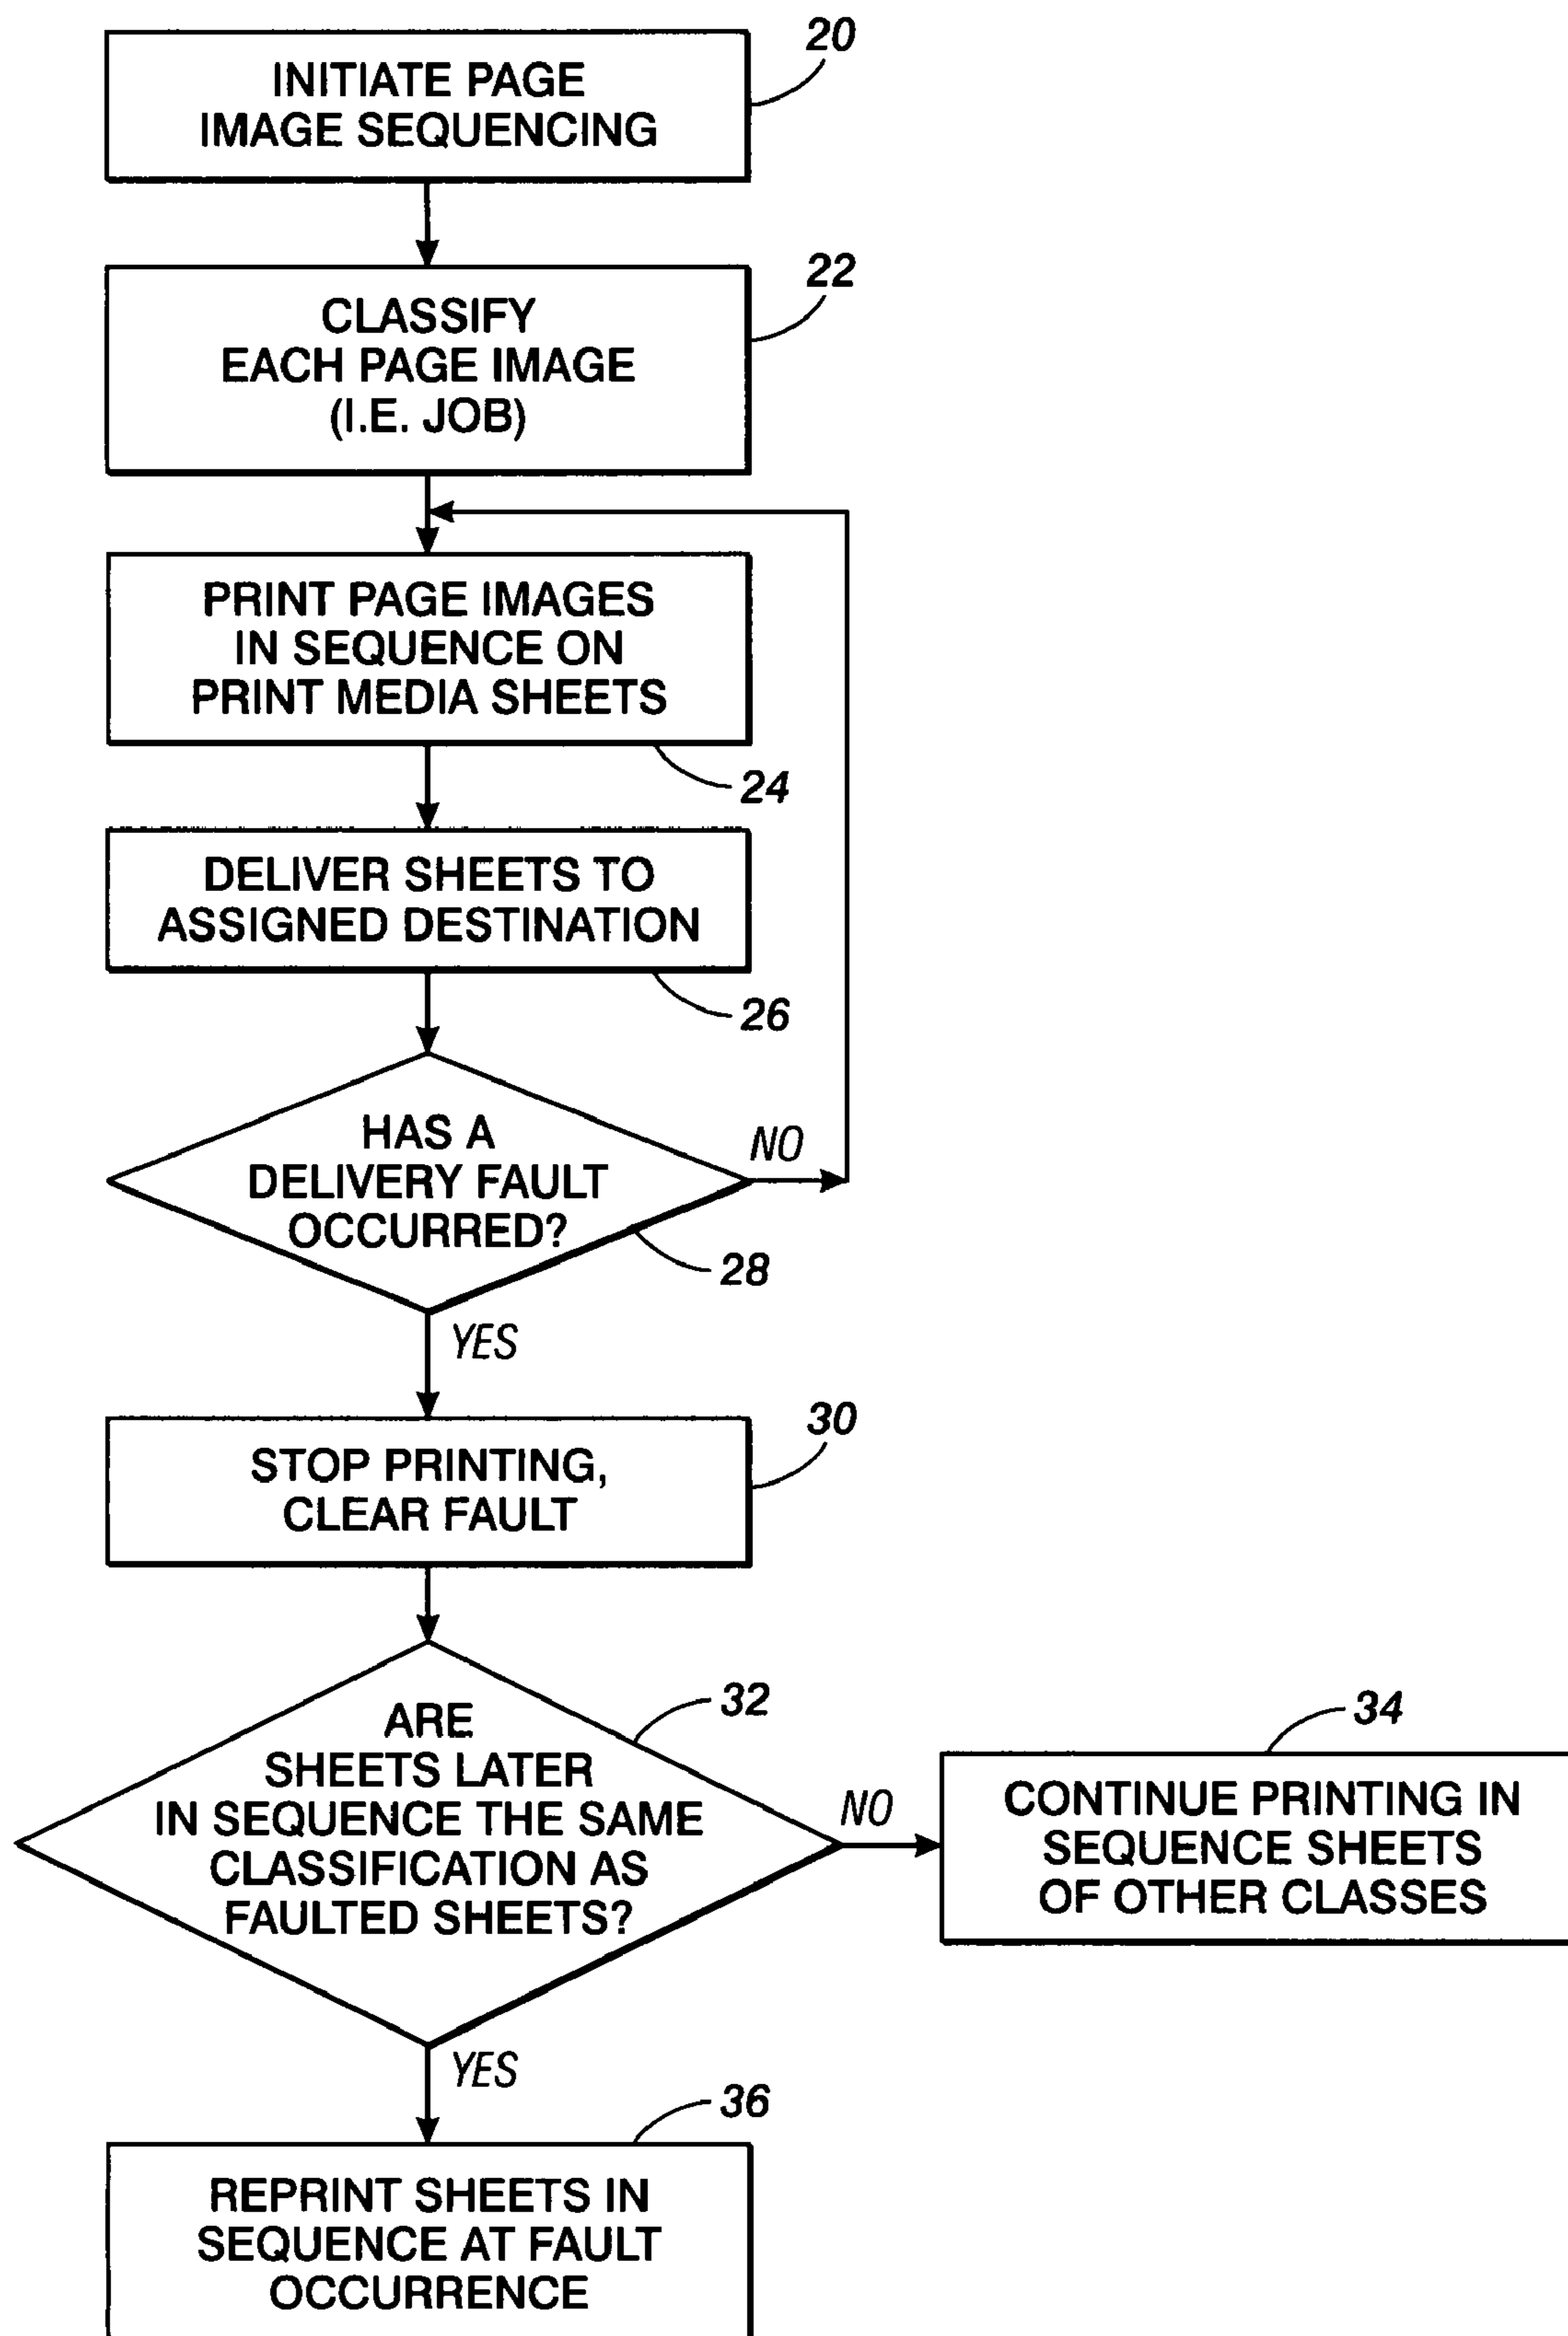 20
INITIATE PAGE
IMAGE SEQUENCING
22
CLASSIFY
EACH PAGE IMAGE
(I.E. JOB)
PRINT PAGE IMAGES
IN SEQUENCE ON
PRINT MEDIA SHEETS
24
DELIVER SHEETS TO
ASSIGNED DESTINATION
26
HAS A
DELIVERY FAULT
OCCURRED?
NO
28
YES
30
STOP PRINTING,
CLEAR FAULT
32
ARE
SHEETS LATER
IN SEQUENCE THE SAME
CLASSIFICATION AS
FAULTED SHEETS?
NO
34
CONTINUE PRINTING IN
SEQUENCE SHEETS
OF OTHER CLASSES
YES
36
REPRINT SHEETS IN
SEQUENCE AT FAULT
OCCURRENCE